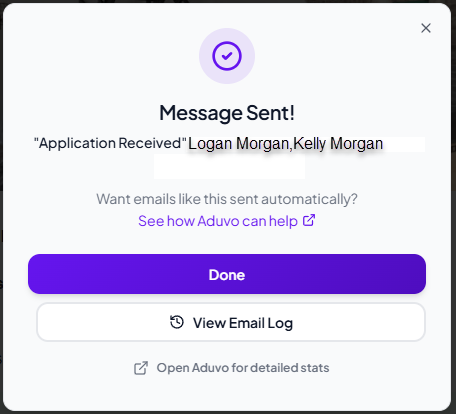 Message Sent!
"Application Received"Logan Morgan,Kelly Morgan
Want emails like this sent automatically?
See how Aduvo can help
Done
View Email Log
Open Aduvo for detailed stats